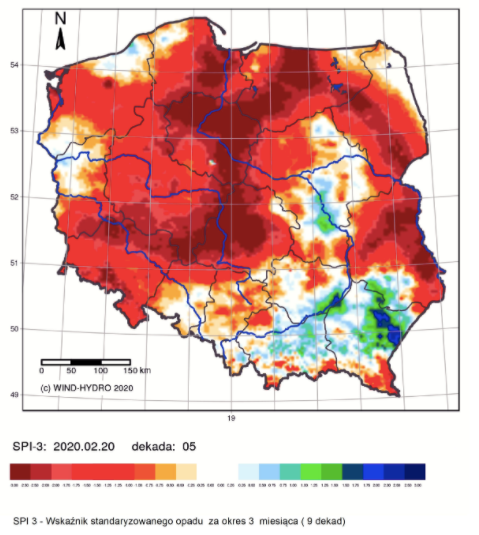 N
54
53
52
51
50
49
0 50 100 150 km
(c) WIND-HYDRO 2020
19
SPI-3: 2020.02.20 dekada: 05
SPI 3 - Wskaźnik standaryzowanego opadu za okres 3 miesiąca ( 9 dekad)